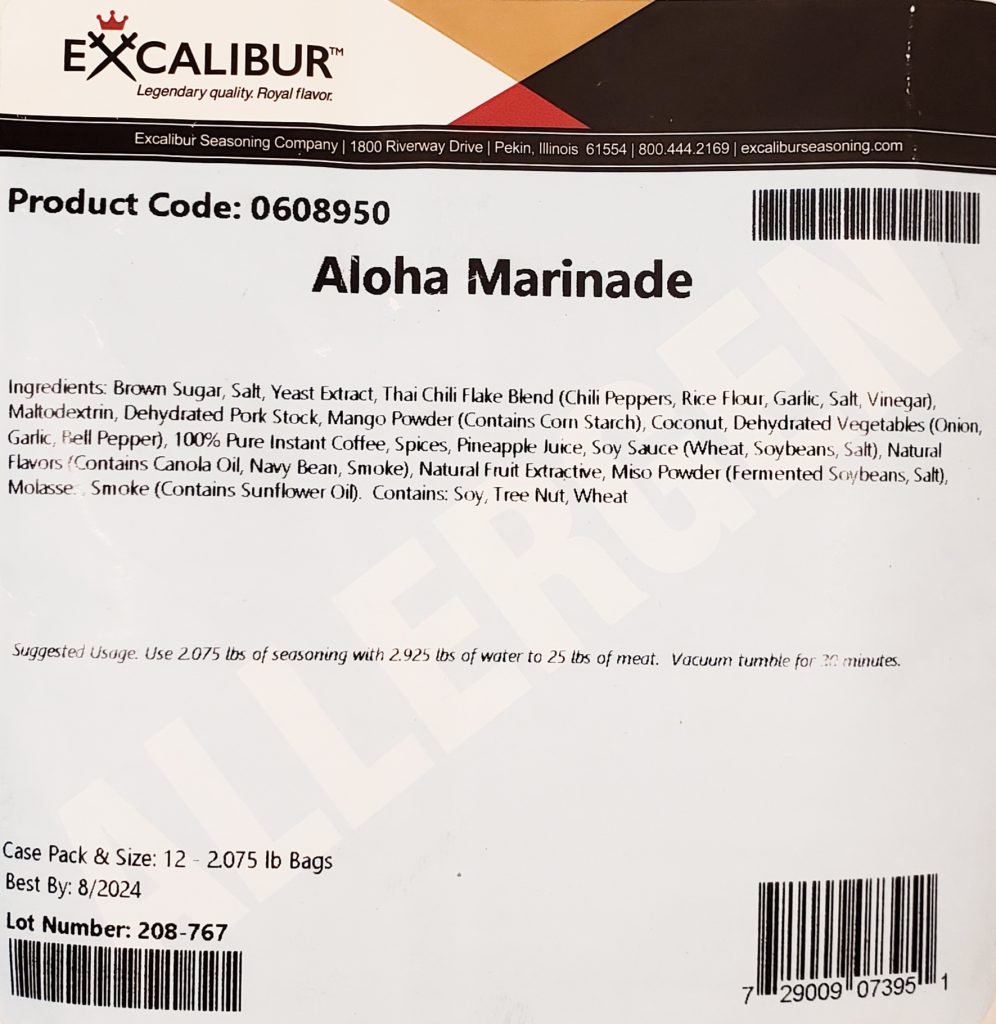 EXCALIBUR™
Legendary quality. Royal flavor.
Excalibur Seasoning Company | 1800 Riverway Drive | Pekin, Illinois 61554 | 800.444.2169 | excaliburseasoning.com
Product Code: 0608950
Aloha Marinade
Ingredients: Brown Sugar, Salt, Yeast Extract, Thai Chili Flake Blend (Chili Peppers, Rice Flour, Garlic, Salt, Vinegar),
Maltodextrin, Dehydrated Pork Stock, Mango Powder (Contains Corn Starch), Coconut, Dehydrated Vegetables (Onion,
Garlic, Bell Pepper), 100% Pure Instant Coffee, Spices, Pineapple Juice, Soy Sauce (Wheat, Soybeans, Salt), Natural
Flavors (Contains Canola Oil, Navy Bean, Smoke), Natural Fruit Extractive, Miso Powder (Fermented Soybeans, Salt),
Molasse Smoke (Contains Sunflower Oil). Contains: Soy, Tree Nut, Wheat
ALLERGEN
Suggested Usage. Use 2.075 lbs of seasoning with 2.925 lbs of water to 25 lbs of meat. Vacuum tumble for minutes.
Case Pack & Size: 12 - 2.075 lb Bags
Best By: 8/2024
Lot Number: 208-767
7 29009 07395 1